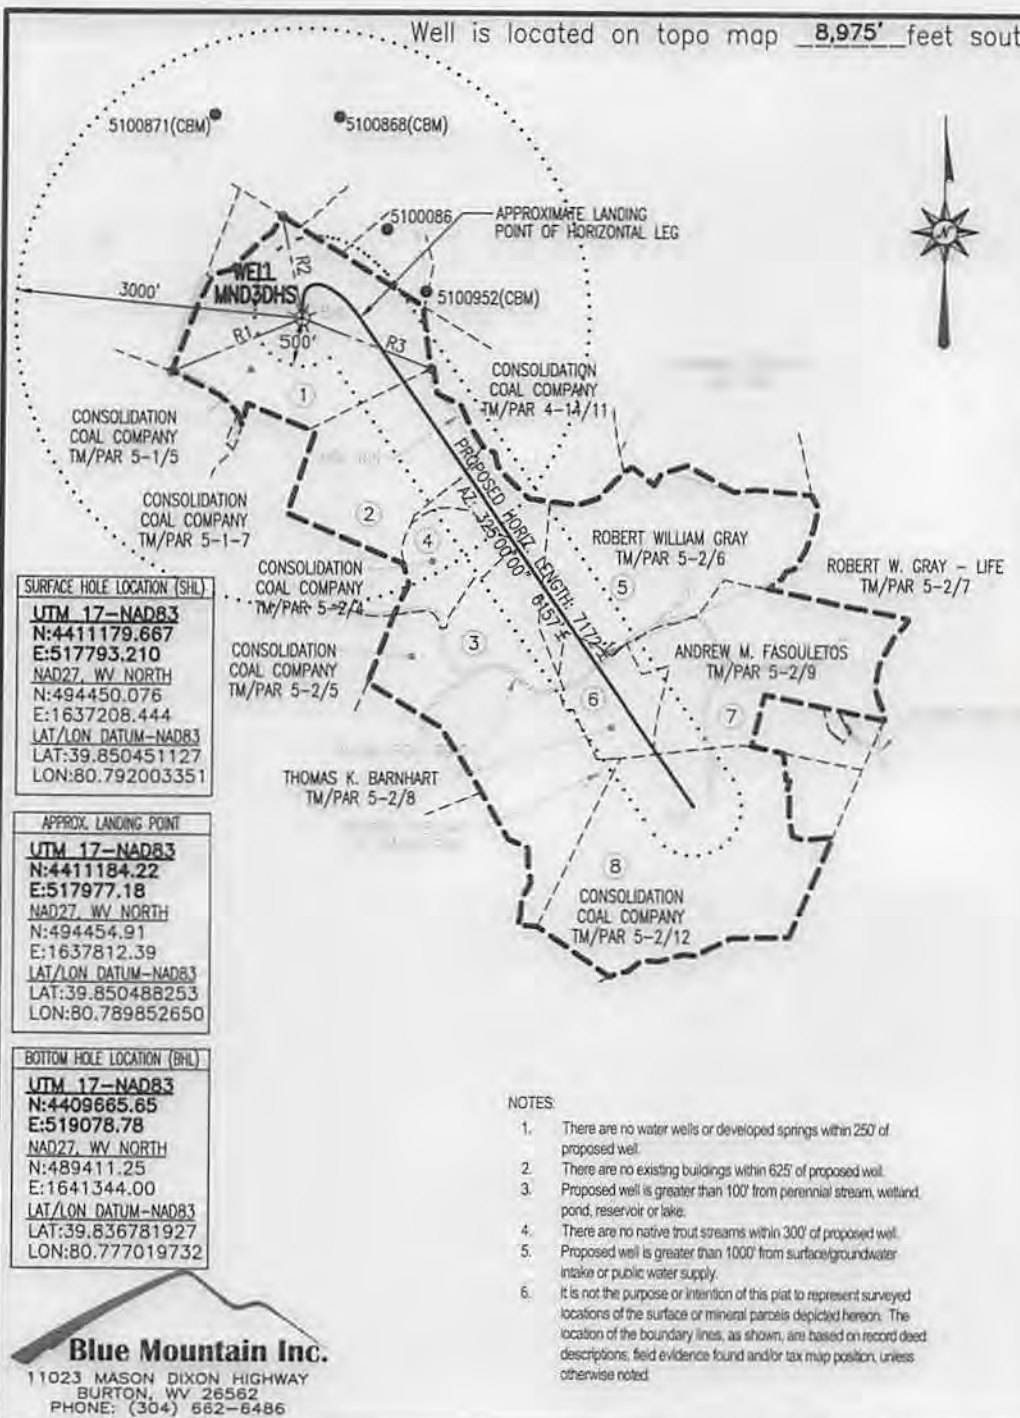 Well is located on topo map 8,975' feet sout
5100871(CBM)
5100868(CBM)
5100086
APPROXIMATE LANDING
POINT OF HORIZONTAL LEG
5100952(CBM)
WELL
MND3DHS
3000'
R2
R1
500'
R3
N
1
CONSOLIDATION
COAL COMPANY
TM/PAR 4-14/11
CONSOLIDATION
COAL COMPANY
TM/PAR 5-1/5
CONSOLIDATION
COAL COMPANY
TM/PAR 5-1-7
2
4
PROPOSED HORIZ LENGTH: 7172'±
AZ: 325°00'00" 6157'±
ROBERT WILLIAM GRAY
TM/PAR 5-2/6
5
ROBERT W. GRAY - LIFE
TM/PAR 5-2/7
CONSOLIDATION
COAL COMPANY
TM/PAR 5-2/4
CONSOLIDATION
COAL COMPANY
TM/PAR 5-2/5
3
ANDREW M. FASOULETOS
TM/PAR 5-2/9
6
7
THOMAS K. BARNHART
TM/PAR 5-2/8
8
CONSOLIDATION
COAL COMPANY
TM/PAR 5-2/12
SURFACE HOLE LOCATION (SHL)
UTM 17-NAD83
N:4411179.667
E:517793.210
NAD27, WV NORTH
N:494450.076
E:1637208.444
LAT/LON DATUM-NAD83
LAT:39.850451127
LON:80.792003351
APPROX. LANDING POINT
UTM 17-NAD83
N:4411184.22
E:517977.18
NAD27, WV NORTH
N:494454.91
E:1637812.39
LAT/LON DATUM-NAD83
LAT:39.850488253
LON:80.789852650
BOTTOM HOLE LOCATION (BHL)
UTM 17-NAD83
N:4409665.65
E:519078.78
NAD27, WV NORTH
N:489411.25
E:1641344.00
LAT/LON DATUM-NAD83
LAT:39.836781927
LON:80.777019732
Blue Mountain Inc.
11023 MASON DIXON HIGHWAY
BURTON, WV 26562
PHONE: (304) 662-6486
NOTES:
1. There are no water wells or developed springs within 250' of
proposed well.
2. There are no existing buildings within 625' of proposed well.
3. Proposed well is greater than 100' from perennial stream, wetland,
pond, reservoir or lake.
4. There are no native trout streams within 300' of proposed well.
5. Proposed well is greater than 1000' from surface/groundwater
intake or public water supply.
6. It is not the purpose or intention of this plat to represent surveyed
locations of the surface or mineral parcels depicted hereon. The
location of the boundary lines, as shown, are based on record deed
descriptions, field evidence found and/or tax map position, unless
otherwise noted